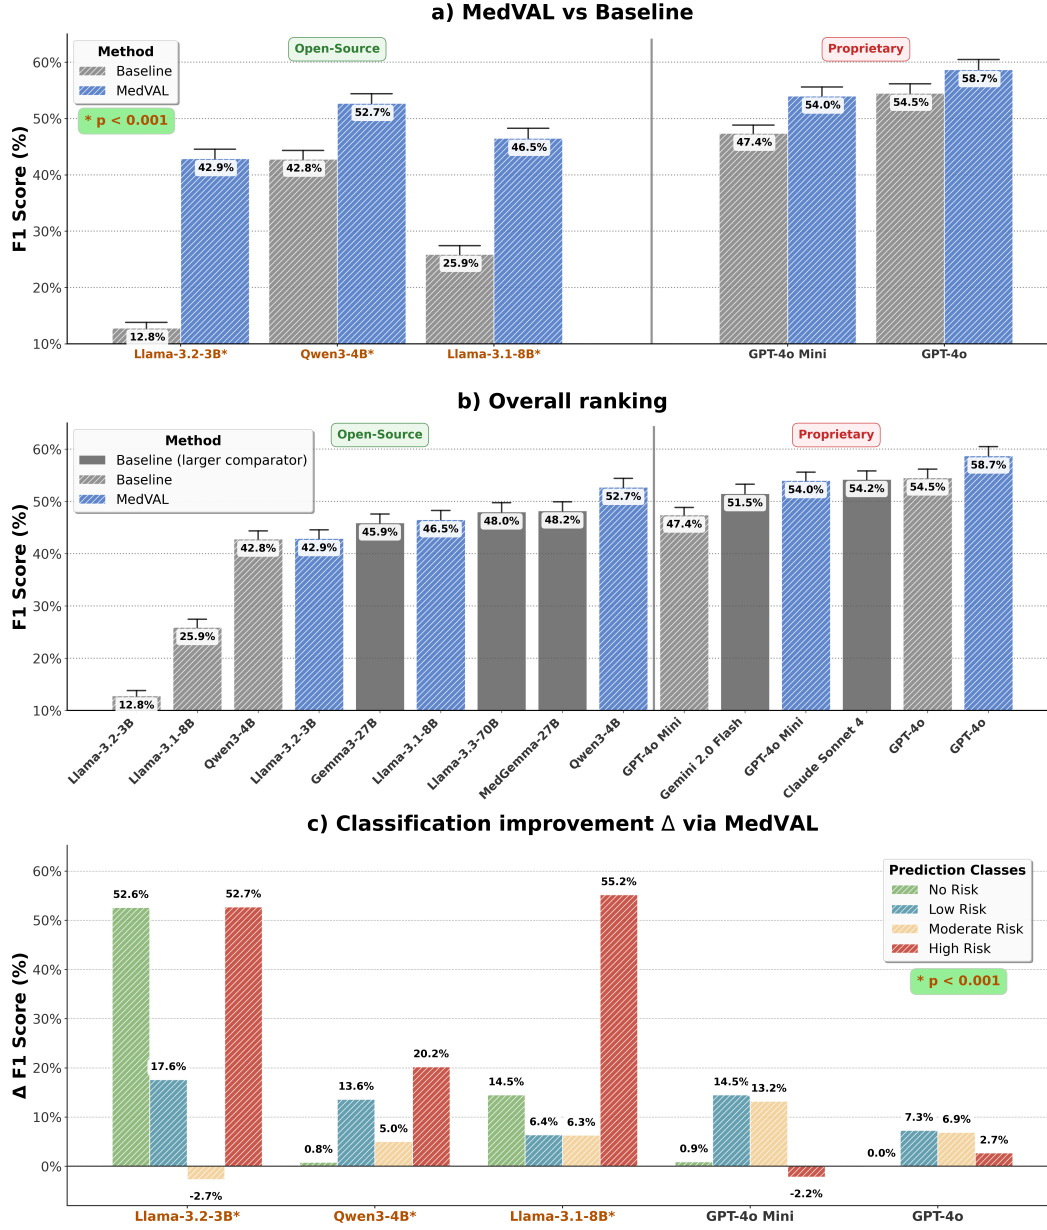 a) MedVAL vs Baseline
F1 Score (%)
60%
50%
40%
30%
20%
10%
Method
Baseline
MedVAL
* p < 0.001
Open-Source
Proprietary
12.8%
42.9%
42.8%
52.7%
25.9%
46.5%
47.4%
54.0%
54.5%
58.7%
Llama-3.2-3B*
Qwen3-4B*
Llama-3.1-8B*
GPT-4o Mini
GPT-4o
b) Overall ranking
F1 Score (%)
60%
50%
40%
30%
20%
10%
Method
Baseline (larger comparator)
Baseline
MedVAL
Open-Source
Proprietary
12.8%
25.9%
42.8%
42.9%
45.9%
46.5%
48.0%
48.2%
52.7%
47.4%
51.5%
54.0%
54.2%
54.5%
58.7%
Llama-3.2-3B
Llama-3.1-8B
Qwen3-4B
Llama-3.2-3B
Gemma3-27B
Llama-3.1-8B
Llama-3.3-70B
MedGemma-27B
Qwen3-4B
GPT-4o Mini
Gemini 2.0 Flash
GPT-4o Mini
Claude Sonnet 4
GPT-4o
GPT-4o
c) Classification improvement Δ via MedVAL
Δ F1 Score (%)
60%
50%
40%
30%
20%
10%
0%
Prediction Classes
No Risk
Low Risk
Moderate Risk
High Risk
* p < 0.001
52.6%
17.6%
-2.7%
52.7%
0.8%
13.6%
5.0%
20.2%
14.5%
6.4%
6.3%
55.2%
0.9%
14.5%
13.2%
-2.2%
0.0%
7.3%
6.9%
2.7%
Llama-3.2-3B*
Qwen3-4B*
Llama-3.1-8B*
GPT-4o Mini
GPT-4o